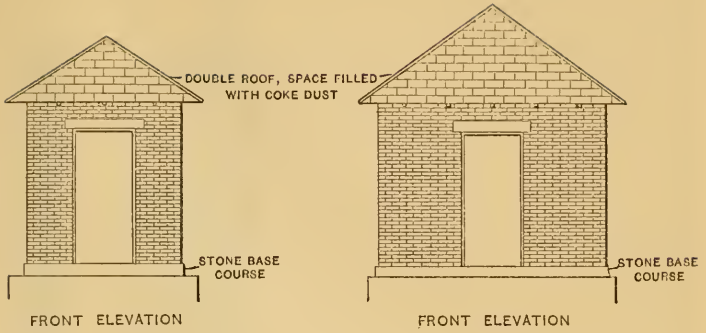 DOUBLE ROOF, SPACE FILLED
WITH COKE DUST
STONE BASE
COURSE
STONE BASE
COURSE
FRONT ELEVATION
FRONT ELEVATION